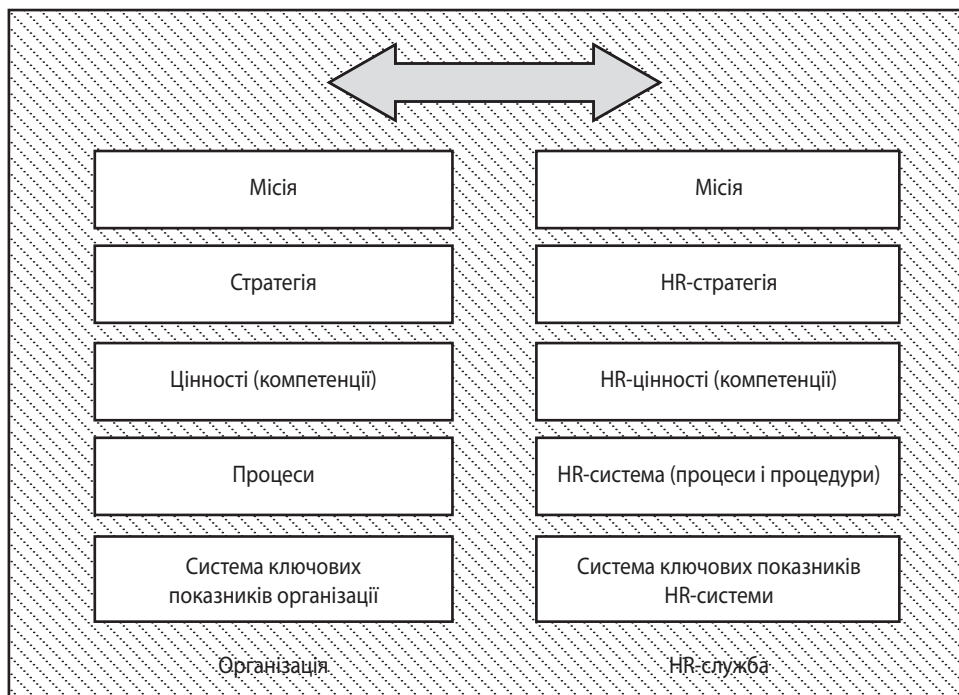 Місія
Місія
Стратегія
HR-стратегія
Цінності (компетенції)
HR-цінності (компетенції)
Процеси
HR-система (процеси і процедури)
Система ключових
показників організації
Система ключових показників
HR-системи
Організація
HR-служба